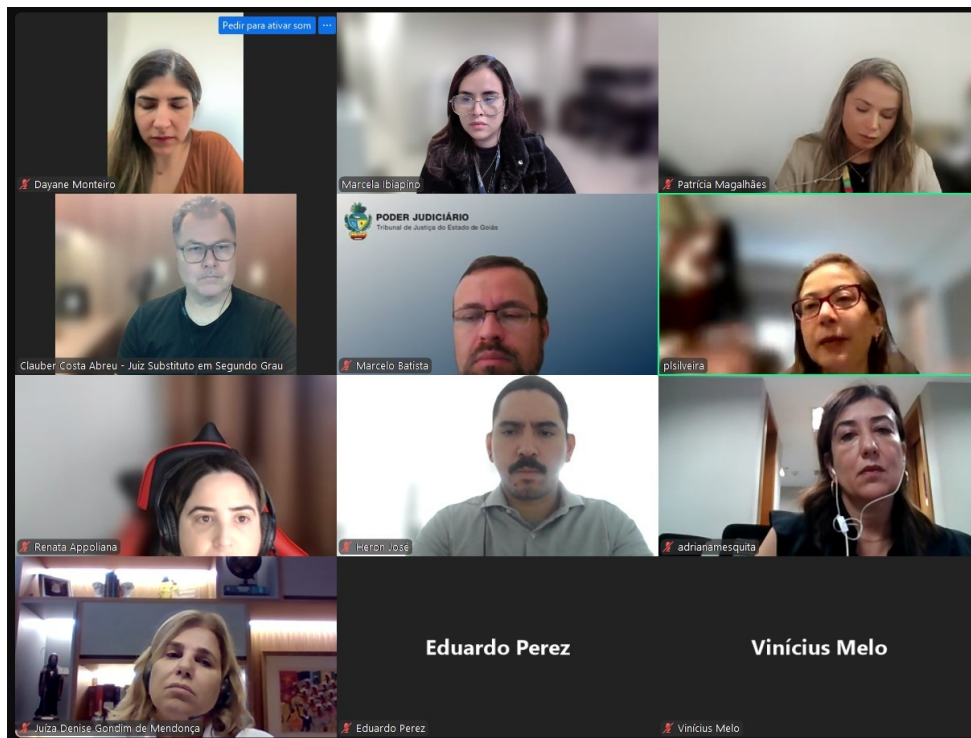 Pedir para ativar som ...
Dayane Monteiro
Marcela Ibiapino
Patrícia Magalhães
Clauber Costa Abreu - Juiz Substituto em Segundo Grau
PODER JUDICIÁRIO
Tribunal de Justiça do Estado de Goiás
Marcelo Batista
plsilveira
Renata Appoliana
Heron José
adrianamesquita
Juíza Denise Gondim de Mendonça
Eduardo Perez
Eduardo Perez
Vinícius Melo
Vinícius Melo